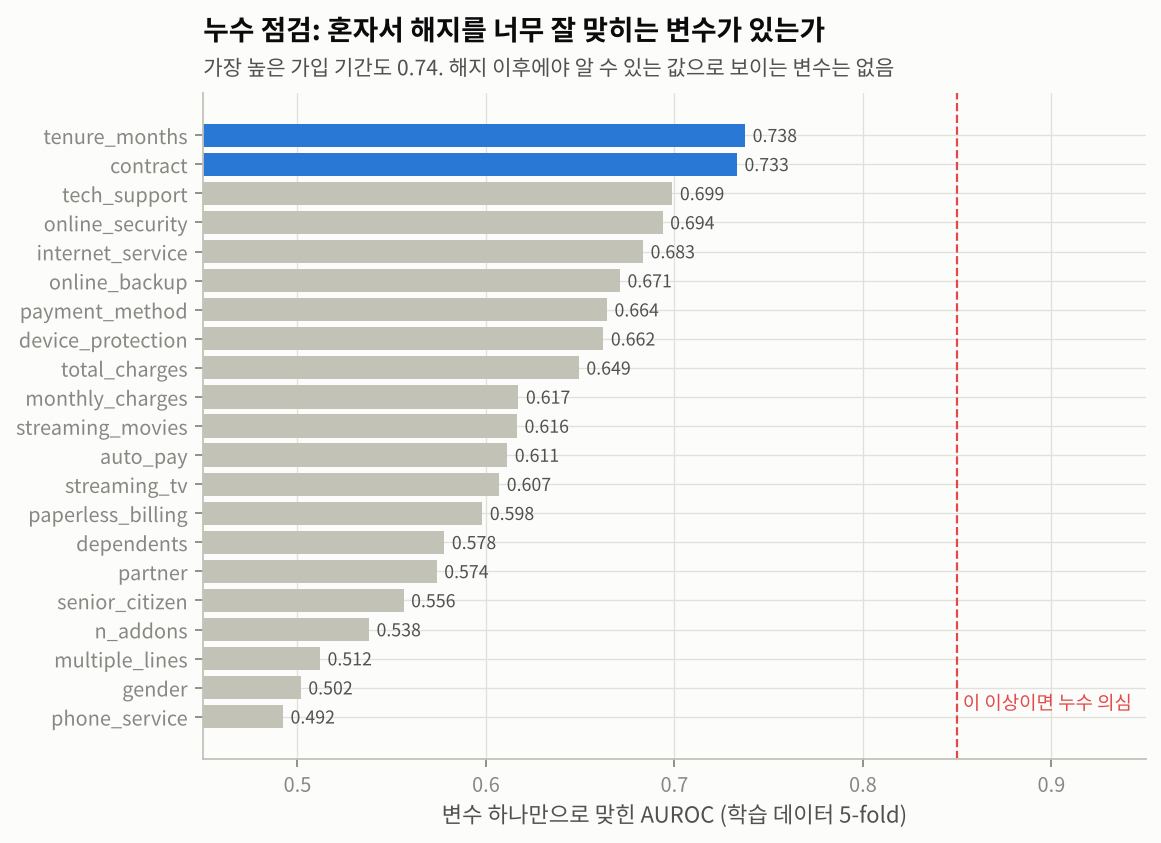 누수 점검: 혼자서 해지를 너무 잘 맞히는 변수가 있는가
가장 높은 가입 기간도 0.74. 해지 이후에야 알 수 있는 값으로 보이는 변수는 없음
tenure_months 0.738
contract 0.733
tech_support 0.699
online_security 0.694
internet_service 0.683
online_backup 0.671
payment_method 0.664
device_protection 0.662
total_charges 0.649
monthly_charges 0.617
streaming_movies 0.616
auto_pay 0.611
streaming_tv 0.607
paperless_billing 0.598
dependents 0.578
partner 0.574
senior_citizen 0.556
n_addons 0.538
multiple_lines 0.512
gender 0.502
이 이상이면 누수 의심
phone_service 0.492
0.5 0.6 0.7 0.8 0.9
변수 하나만으로 맞힌 AUROC (학습 데이터 5-fold)